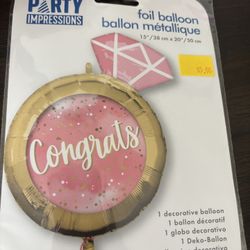 PARTY
IMPRESSIONS
foil balloon
ballon métallique
15"/38 cm x 20"/50 cm
Congrats
1 decorative balloon
1 ballon décoratif
1 globo decorativo
1 Deko-Ballon